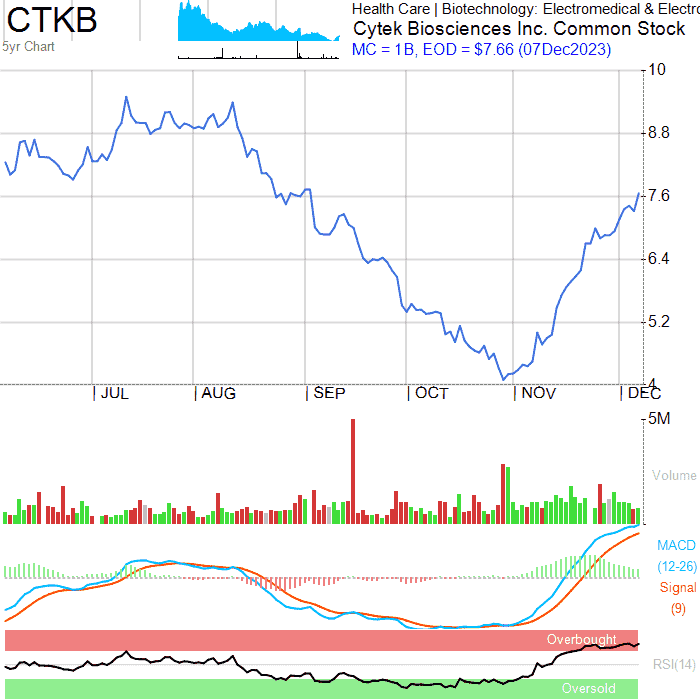 CTKB
5yr Chart
Health Care | Biotechnology: Electromedical & Electro
Cytek Biosciences Inc. Common Stock
MC = 1B, EOD = $7.66 (07Dec2023)
10
8.8
7.6
6.4
5.2
4
| JUL | AUG | SEP | OCT | NOV | DEC
5M
Volume
MACD
(12-26)
Signal
(9)
Overbought
RSI(14)
Oversold